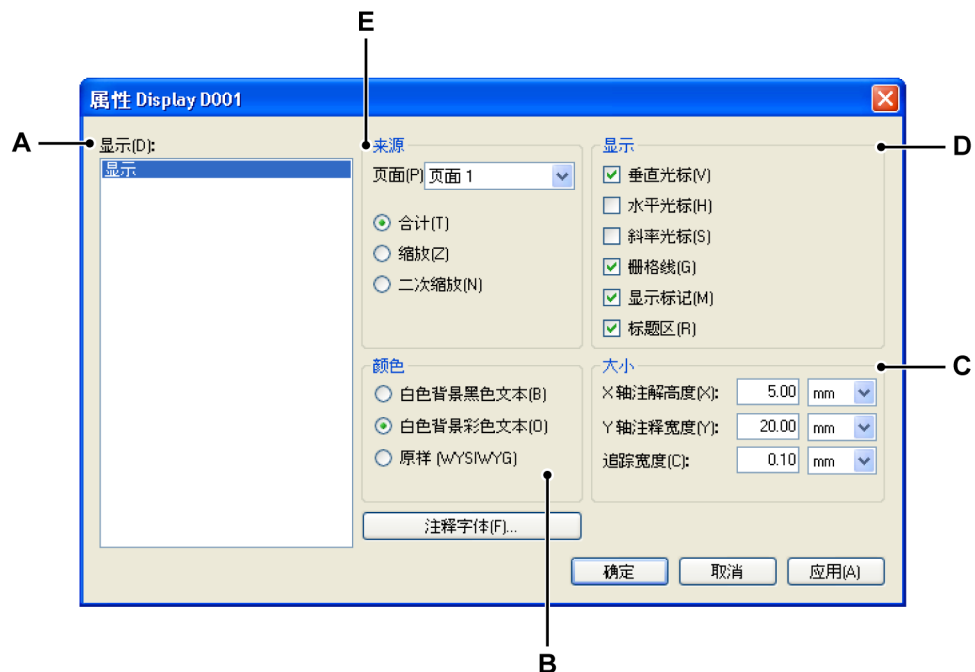 E
属性 Display D001
A
显示(D):
显示
来源
页面(P) 页面 1
合计(T)
缩放(Z)
二次缩放(N)
显示
D
垂直光标(V)
水平光标(H)
斜率光标(S)
栅格线(G)
显示标记(M)
标题区(R)
颜色
白色背景黑色文本(B)
白色背景彩色文本(O)
原样 (WYSIWYG)
大小
C
X 轴注解高度(X): 5.00 mm
Y 轴注释宽度(Y): 20.00 mm
追踪宽度(C): 0.10 mm
注释字体(F)...
确定 取消 应用(A)
B